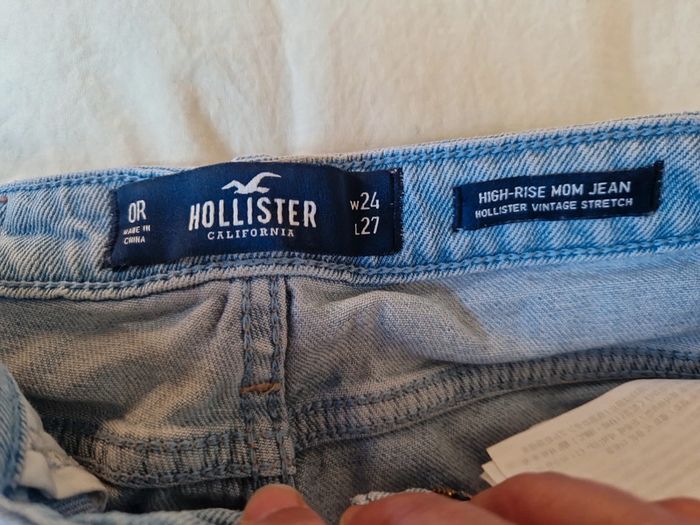 0R
MADE IN
CHINA
HOLLISTER
CALIFORNIA
W24
L27
HIGH-RISE MOM JEAN
HOLLISTER VINTAGE STRETCH